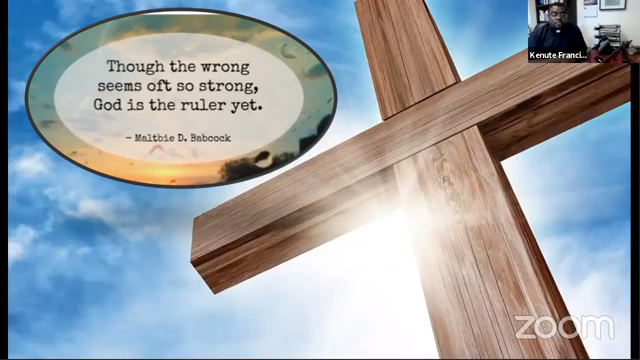 Though the wrong
seems oft so strong,
God is the ruler yet.
- Maltbie D. Babcock
Kenute Franci...
zoom